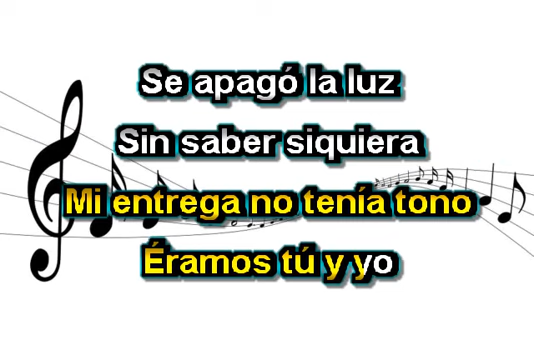 Se apagó la luz
Sin saber siquiera
Mi entrega no tenía tono
Éramos tú y yo